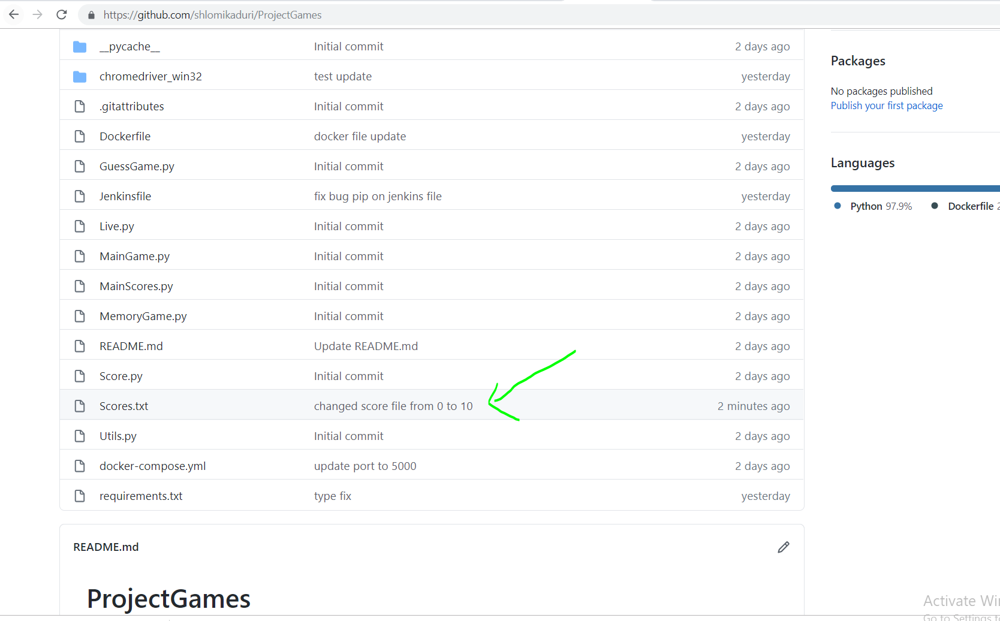 https://github.com/shlomikaduri/ProjectGames
__pycache__ Initial commit 2 days ago
chromedriver_win32 test update yesterday
.gitattributes Initial commit 2 days ago
Dockerfile docker file update yesterday
GuessGame.py Initial commit 2 days ago
Jenkinsfile fix bug pip on jenkins file yesterday
Live.py Initial commit 2 days ago
MainGame.py Initial commit 2 days ago
MainScores.py Initial commit 2 days ago
MemoryGame.py Initial commit 2 days ago
README.md Update README.md 2 days ago
Score.py Initial commit 2 days ago
Scores.txt changed score file from 0 to 10 2 minutes ago
Utils.py Initial commit 2 days ago
docker-compose.yml update port to 5000 2 days ago
requirements.txt type fix yesterday
README.md
ProjectGames
Packages
No packages published
Publish your first package
Languages
Python 97.9% Dockerfile
Activate
Go to Settings